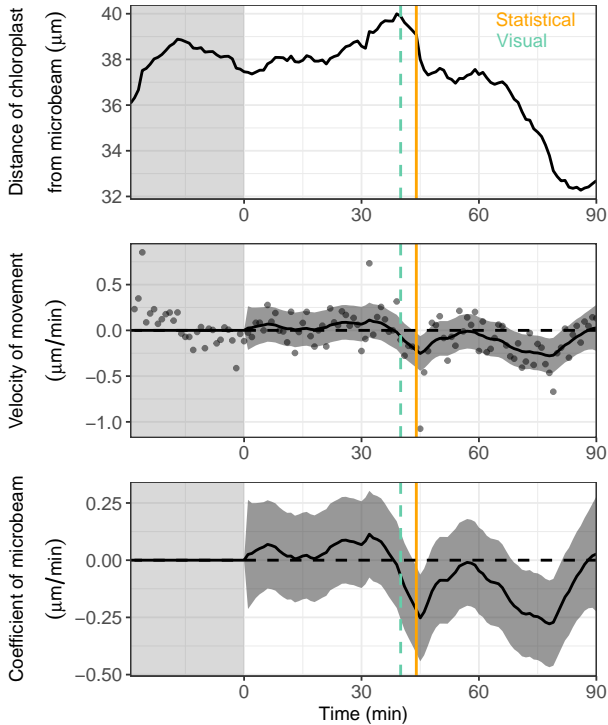 Distance of chloroplast
from microbeam (μm)
40
38
36
34
32
Statistical
Visual
0
30
60
90
Velocity of movement
(μm/min)
0.5
0.0
−0.5
−1.0
0
30
60
90
Coefficient of microbeam
(μm/min)
0.25
0.00
−0.25
−0.50
0
30
60
90
Time (min)